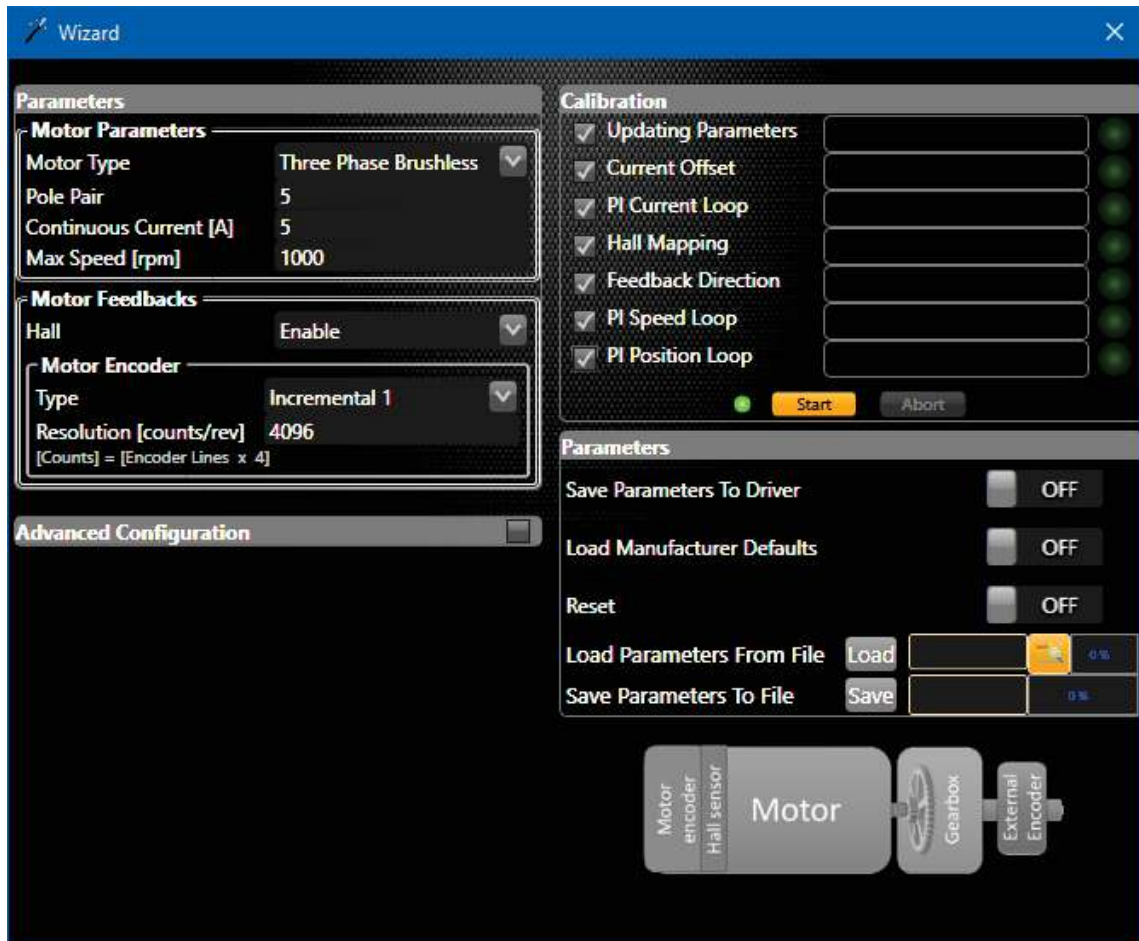 Wizard
Parameters
Motor Parameters
Motor Type Three Phase Brushless
Pole Pair 5
Continuous Current [A] 5
Max Speed [rpm] 1000
Motor Feedbacks
Hall Enable
Motor Encoder
Type Incremental 1
Resolution [counts/rev] 4096
[Counts] = [Encoder Lines x 4]
Advanced Configuration
Calibration
Updating Parameters
Current Offset
PI Current Loop
Hall Mapping
Feedback Direction
PI Speed Loop
PI Position Loop
Start Abort
Parameters
Save Parameters To Driver OFF
Load Manufacturer Defaults OFF
Reset OFF
Load Parameters From File Load 0 %
Save Parameters To File Save 0 %
Motor
encoder
Hall sensor
Motor
Gearbox
External
Encoder